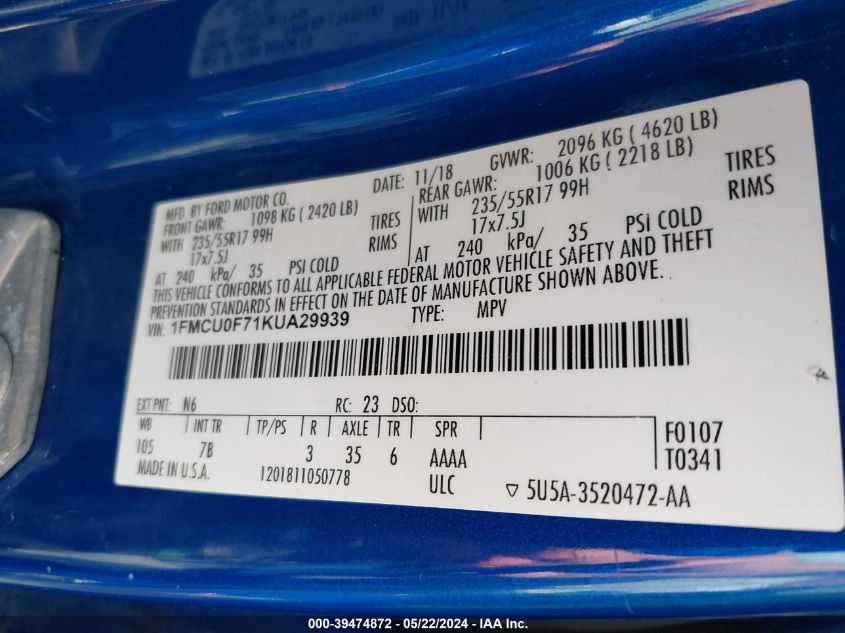 MFD. BY FORD MOTOR CO.
DATE: 11/18
GVWR: 2096 KG ( 4620 LB)
FRONT GAWR: 1098 KG ( 2420 LB)
REAR GAWR: 1006 KG ( 2218 LB)
WITH 235/55R17 99H TIRES
WITH 235/55R17 99H TIRES
17x7.5J RIMS
17x7.5J RIMS
AT 240 kPa/ 35 PSI COLD
AT 240 kPa/ 35 PSi COLD
THIS VEHICLE CONFORMS TO ALL APPLICABLE FEDERAL MOTOR VEHICLE SAFETY AND THEFT
PREVENTION STANDARDS IN EFFECT ON THE DATE OF MANUFACTURE SHOWN ABOVE.
VIN: 1FMCU0F71KUA29939 TYPE: MPV
EXT PNT: N6 RC: 23 DSO:
WB INT TR TP/PS R AXLE TR SPR F0107
105 7B 3 35 6 AAAA T0341
MADE IN U.S.A. 1201811050778 ULC ▽ 5U5A-3520472-AA
000-39474872 - 05/22/2024 - IAA Inc.